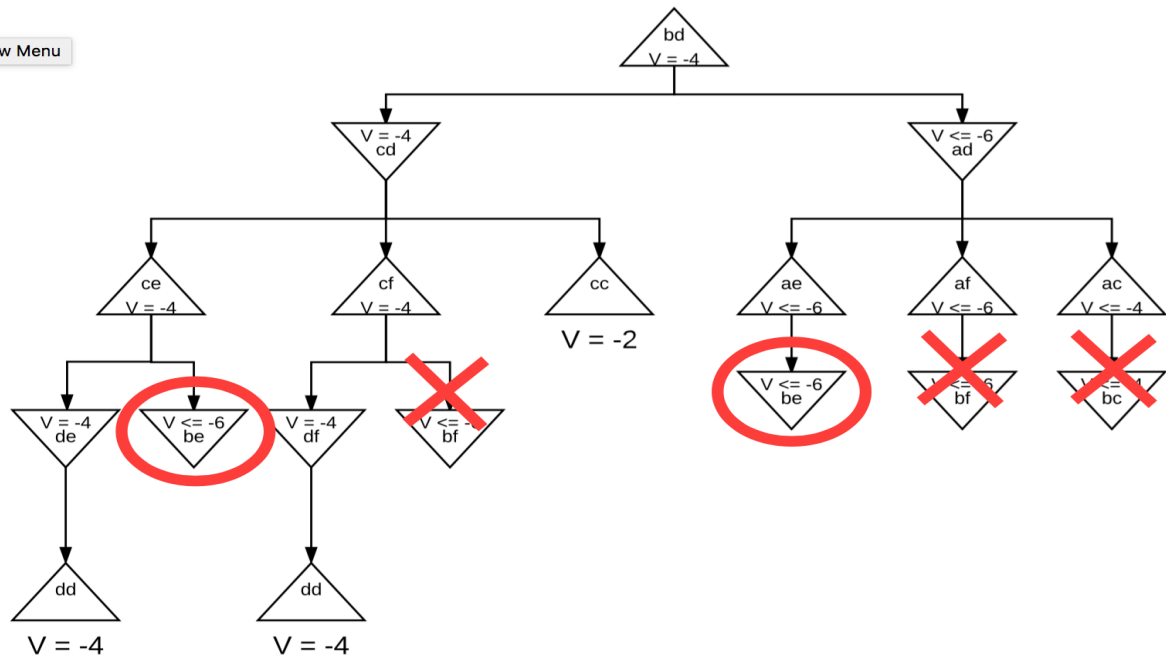 w Menu
bd
V = -4
V = -4
cd
V <= -6
ad
ce
V = -4
cf
V = -4
cc
V = -2
ae
V <= -6
af
V <= -6
ac
V <= -4
V = -4
de
V <= -6
be
V = -4
df
V <= -
bf
V <= -6
be
bf
bc
dd
V = -4
dd
V = -4